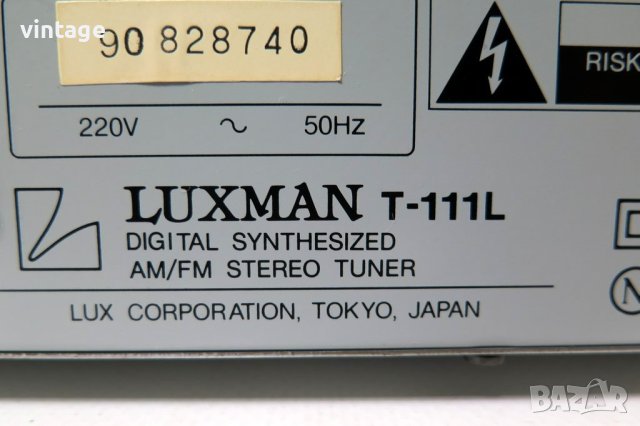 vintage
90 828740
RISK
220V ~ 50Hz
LUXMAN T-111L
DIGITAL SYNTHESIZED
AM/FM STEREO TUNER
N
LUX CORPORATION, TOKYO, JAPAN
BAZAR